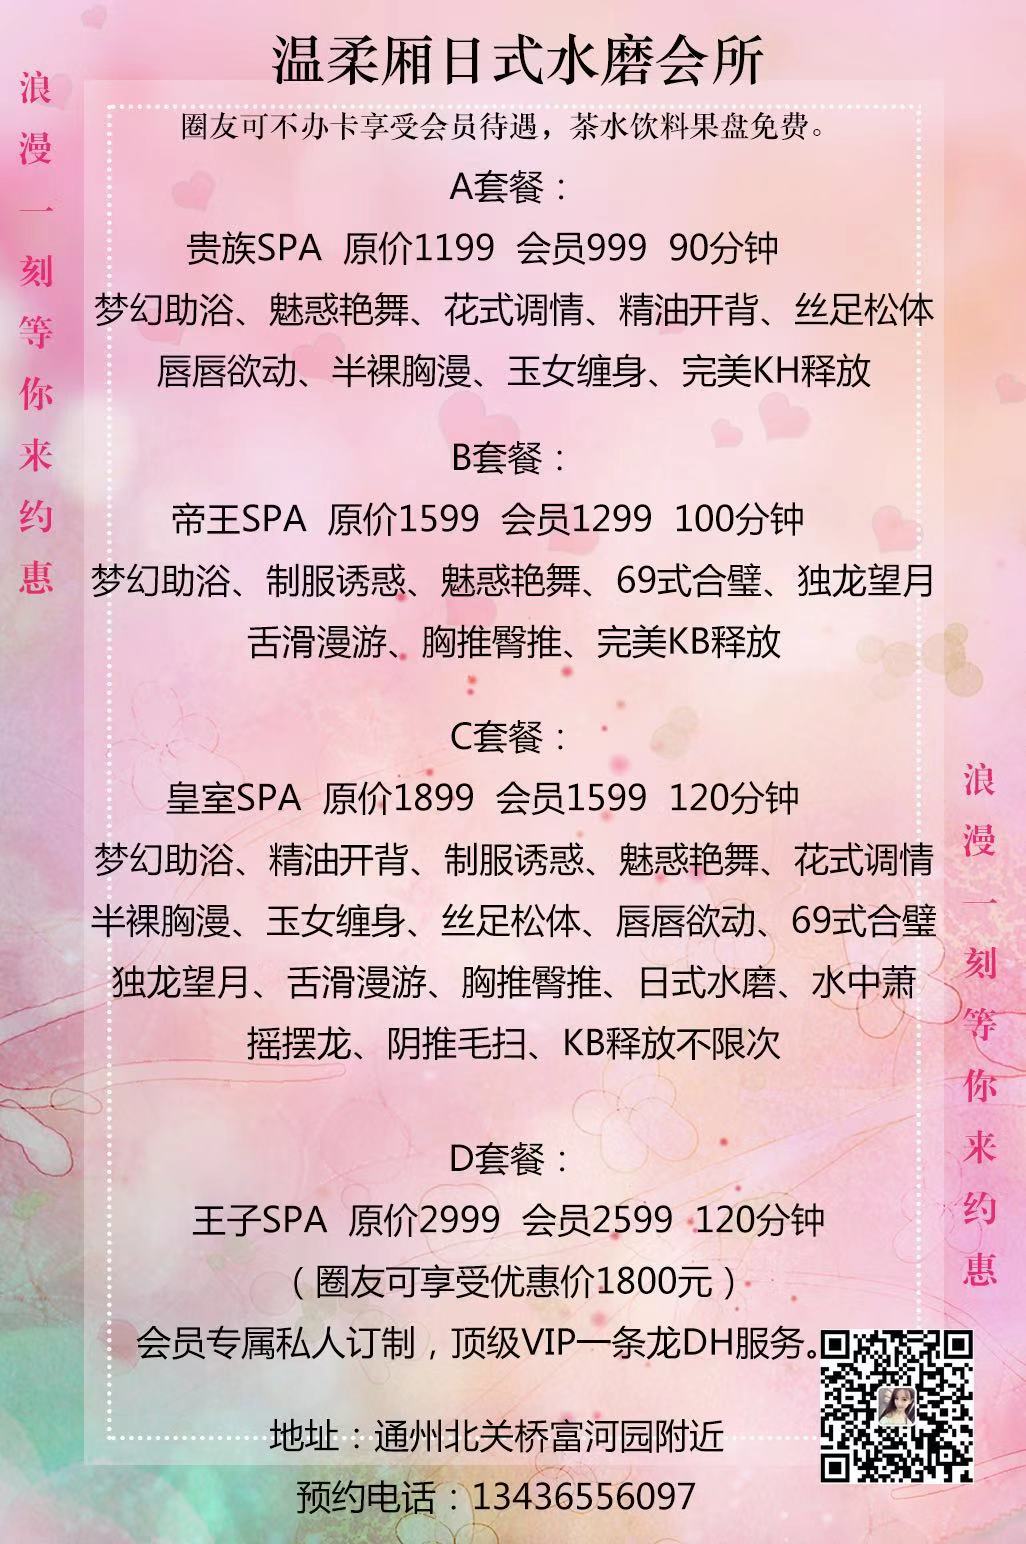 温柔厢日式水磨会所
圈友可不办卡享受会员待遇，茶水饮料果盘免费。
浪漫一刻等你来约惠
A套餐：
贵族SPA 原价1199 会员999 90分钟
梦幻助浴、魅惑艳舞、花式调情、精油开背、丝足松体
唇唇欲动、半裸胸漫、玉女缠身、完美KH释放
B套餐：
帝王SPA 原价1599 会员1299 100分钟
梦幻助浴、制服诱惑、魅惑艳舞、69式合璧、独龙望月
舌滑漫游、胸推臀推、完美KB释放
C套餐：
皇室SPA 原价1899 会员1599 120分钟
梦幻助浴、精油开背、制服诱惑、魅惑艳舞、花式调情
半裸胸漫、玉女缠身、丝足松体、唇唇欲动、69式合璧
独龙望月、舌滑漫游、胸推臀推、日式水磨、水中萧
摇摆龙、阴推毛扫、KB释放不限次
浪漫一刻等你来约惠
D套餐：
王子SPA 原价2999 会员2599 120分钟
（圈友可享受优惠价1800元）
会员专属私人订制，顶级VIP一条龙DH服务。
地址：通州北关桥富河园附近
预约电话：13436556097